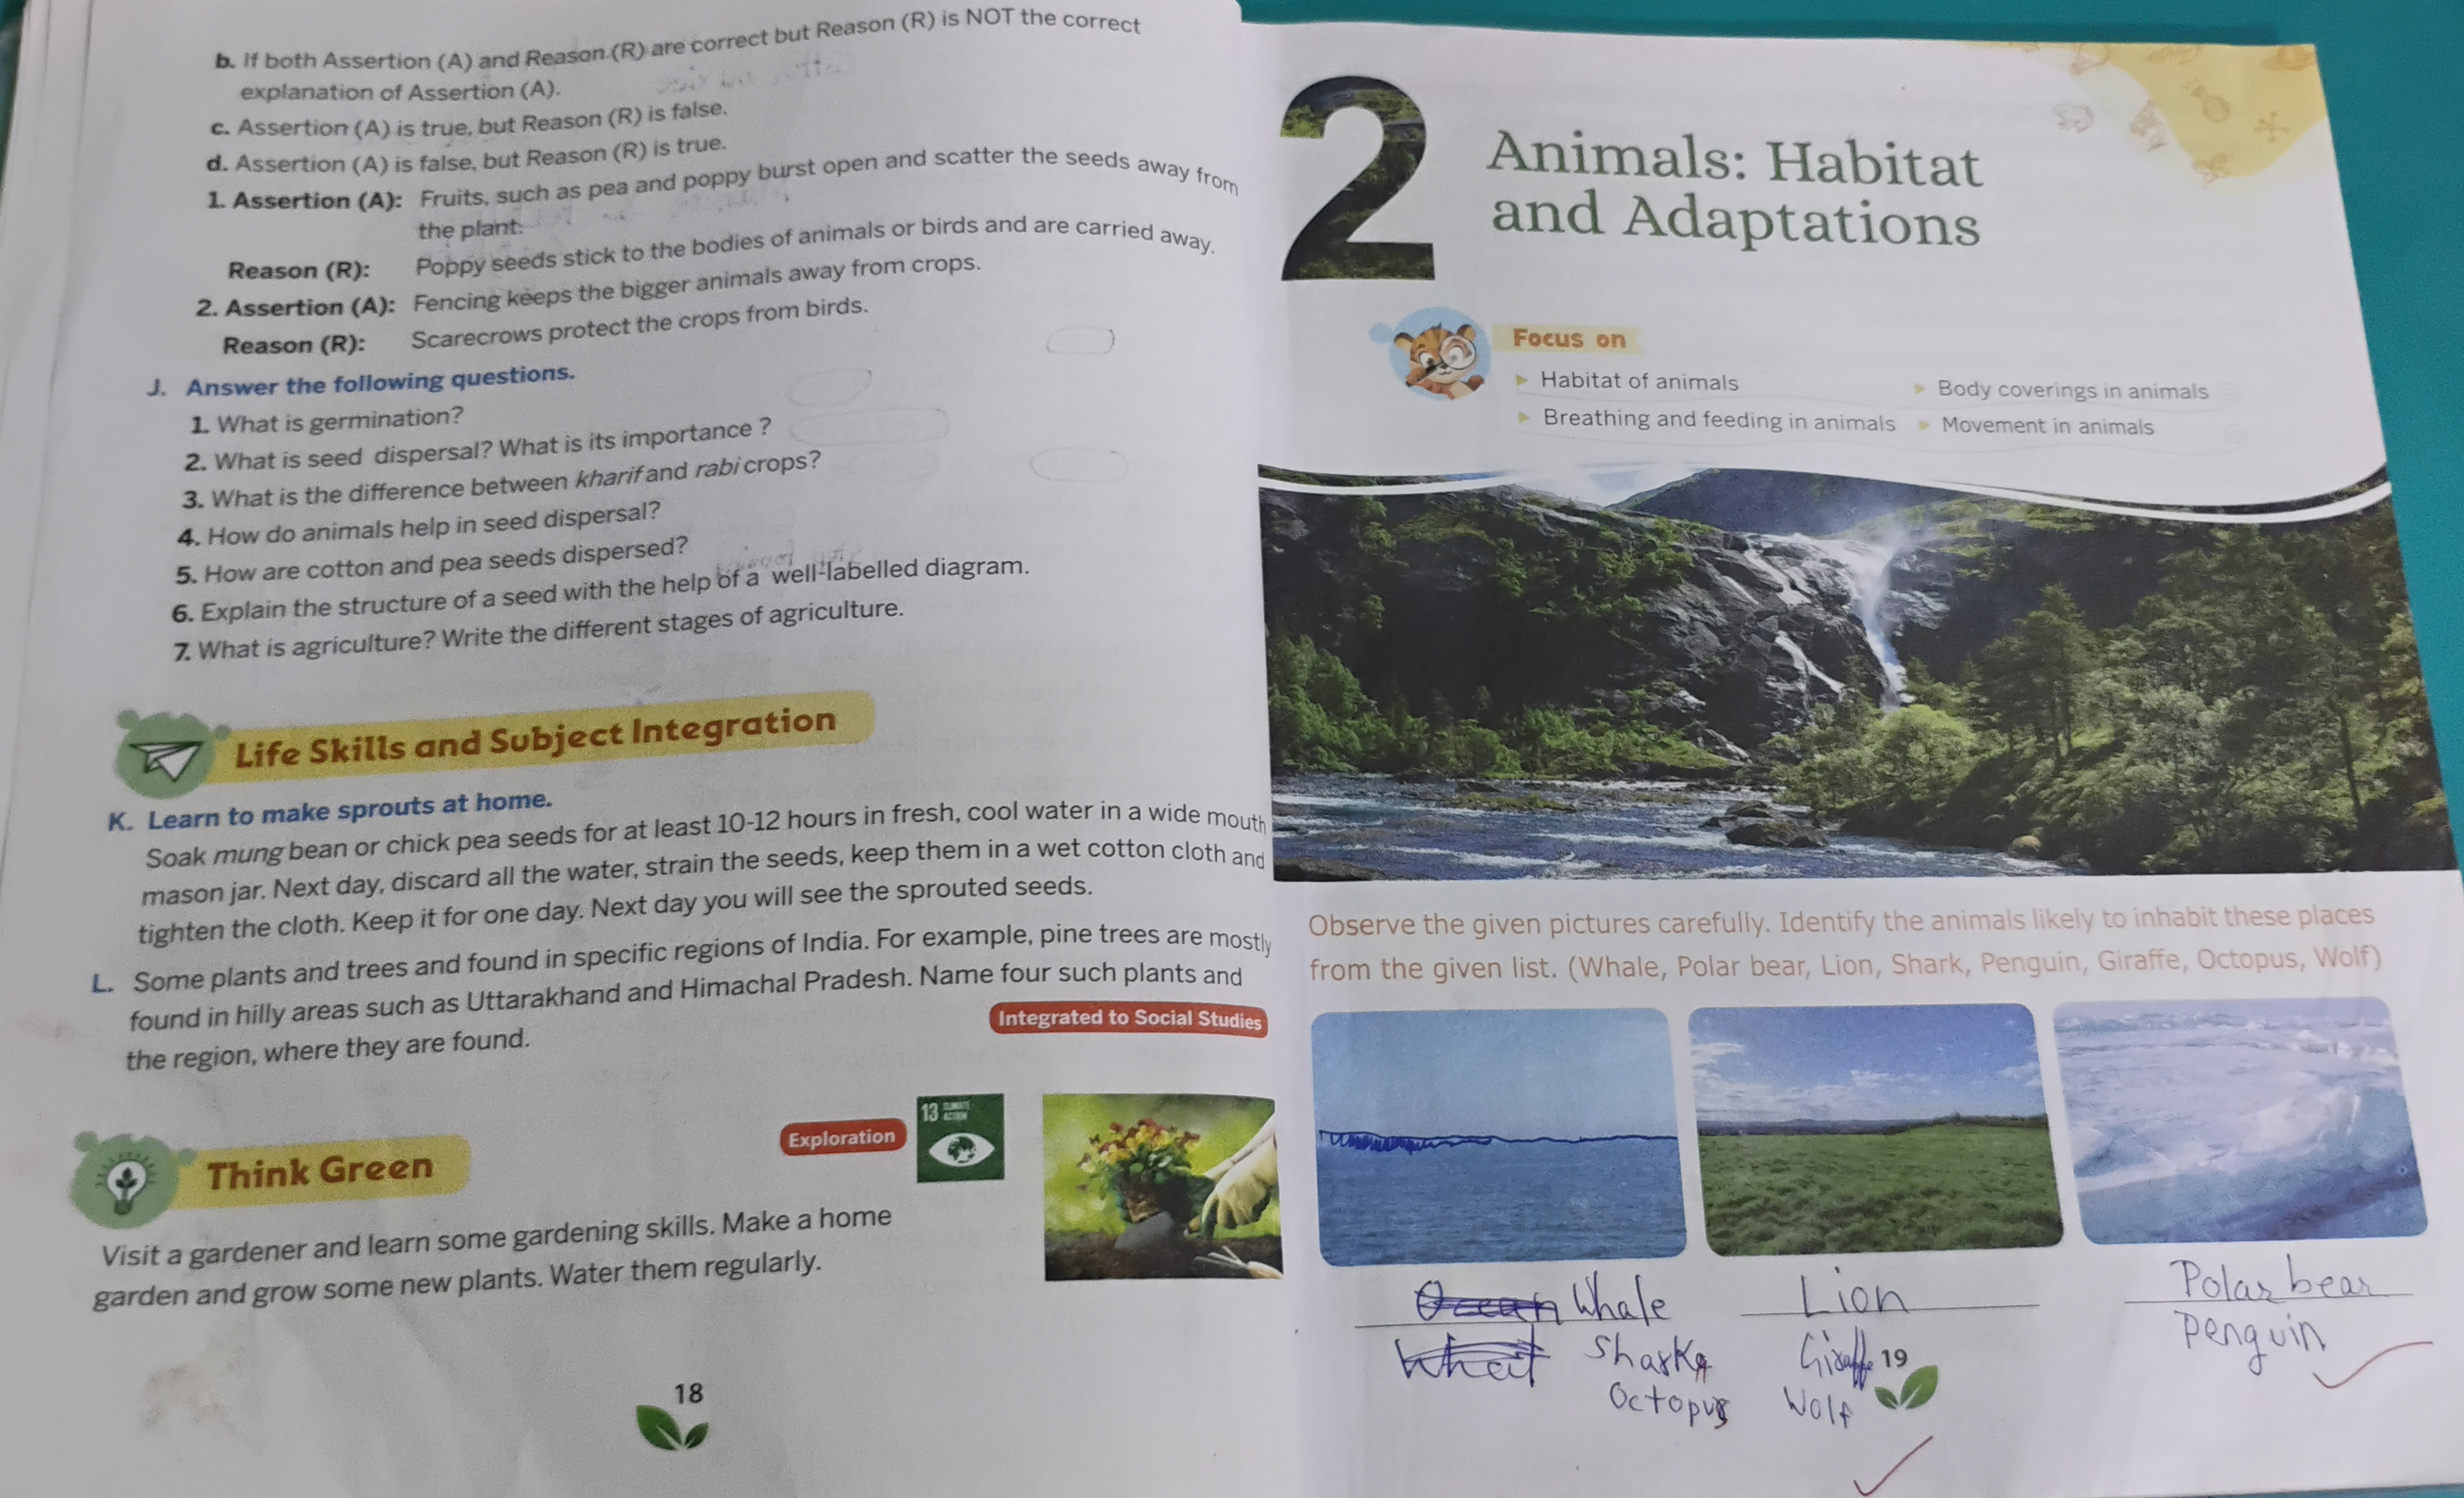 b. If both Assertion (A) and Reason (R) are correct but Reason (R) is NOT the correct
explanation of Assertion (A).
c. Assertion (A) is true, but Reason (R) is false.
d. Assertion (A) is false, but Reason (R) is true.
1. Assertion (A): Fruits, such as pea and poppy burst open and scatter the seeds away from
the plant.
Reason (R): Poppy seeds stick to the bodies of animals or birds and are carried away.
2. Assertion (A): Fencing keeps the bigger animals away from crops.
Reason (R): Scarecrows protect the crops from birds.
J. Answer the following questions.
1. What is germination?
2. What is seed dispersal? What is its importance ?
3. What is the difference between kharif and rabi crops?
4. How do animals help in seed dispersal?
5. How are cotton and pea seeds dispersed?
6. Explain the structure of a seed with the help of a well-labelled diagram.
7. What is agriculture? Write the different stages of agriculture.
Life Skills and Subject Integration
K. Learn to make sprouts at home.
Soak mung bean or chick pea seeds for at least 10-12 hours in fresh, cool water in a wide mouth
mason jar. Next day, discard all the water, strain the seeds, keep them in a wet cotton cloth and
tighten the cloth. Keep it for one day. Next day you will see the sprouted seeds.
L. Some plants and trees and found in specific regions of India. For example, pine trees are mostly
found in hilly areas such as Uttarakhand and Himachal Pradesh. Name four such plants and
the region, where they are found.
Integrated to Social Studies
Think Green
Exploration
13 CLIMATE
ACTION
Visit a gardener and learn some gardening skills. Make a home
garden and grow some new plants. Water them regularly.
18
2
Animals: Habitat
and Adaptations
Focus on
Habitat of animals
Body coverings in animals
Breathing and feeding in animals
Movement in animals
Observe the given pictures carefully. Identify the animals likely to inhabit these places
from the given list. (Whale, Polar bear, Lion, Shark, Penguin, Giraffe, Octopus, Wolf)
Ocean Whale
Shark
Octopus
Lion
Giraffe
Wolf
Polar bear
Penguin
19